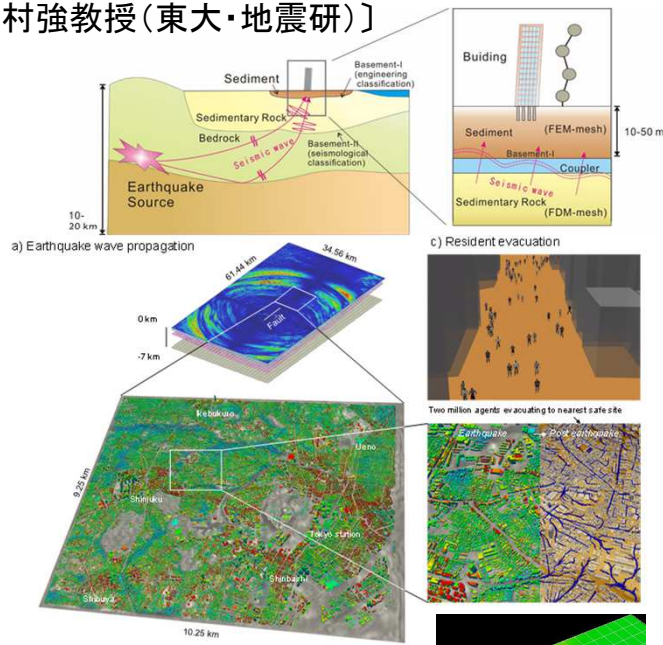 村強教授（東大・地震研）〕
Sediment
Basement-I
(engineering
classification)
Sedimentary Rock
Bedrock
Seismic wave
Basement-II
(seismological
classification)
Earthquake
Source
10-
20 km
Buiding
Sediment
(FEM-mesh)
10-50 m
Basement-I
Coupler
Seismic wave
Sedimentary Rock
(FDM-mesh)
a) Earthquake wave propagation
61.44 km
34.56 km
0 km
-7 km
Fault
c) Resident evacuation
Two million agents evacuating to nearest safe site
Earthquake
Post earthquake
Ikebukuro
Ueno
Shinjuku
Tokyo station
Shinbashi
Shibuya
9.25 km
10.25 km